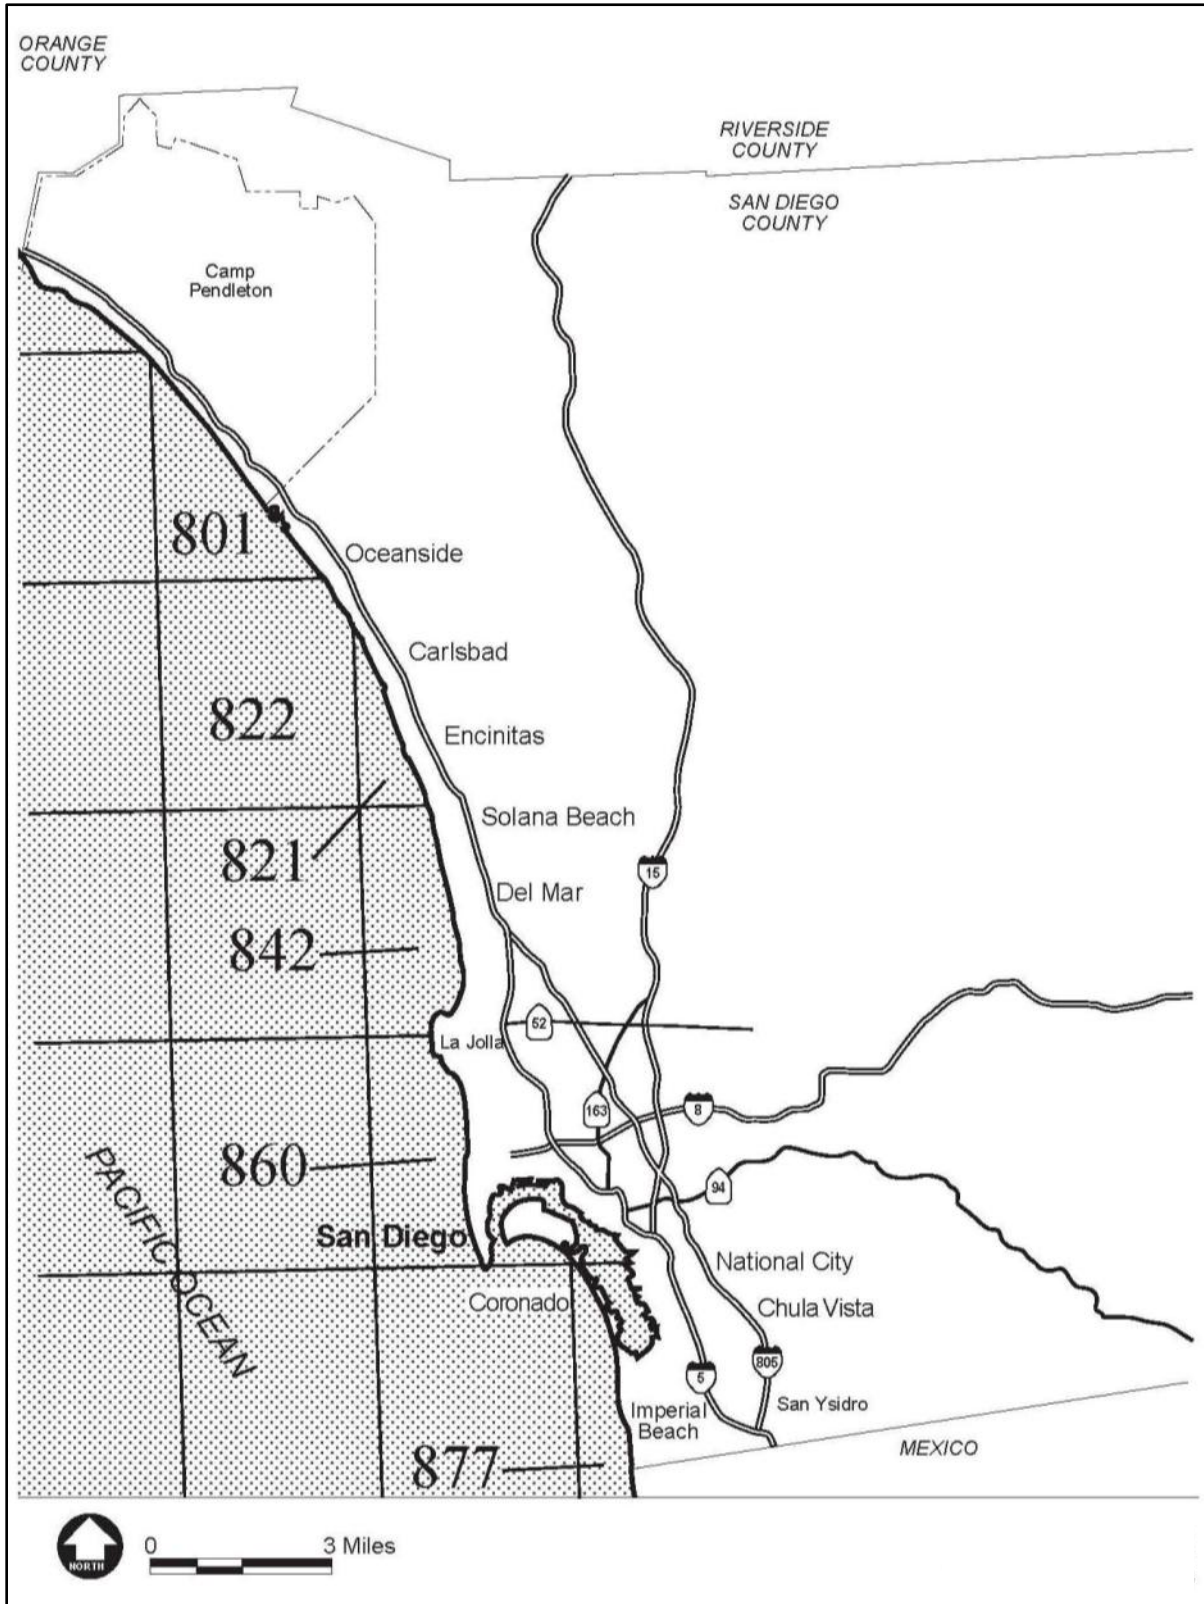 ORANGE
COUNTY
RIVERSIDE
COUNTY
SAN DIEGO
COUNTY
Camp
Pendleton
801
Oceanside
Carlsbad
822
Encinitas
Solana Beach
821
15
Del Mar
842
52
La Jolla
163
8
860
94
PACIFIC OCEAN
San Diego
National City
Coronado
Chula Vista
805
5
San Ysidro
Imperial
Beach
MEXICO
877
NORTH
0 3 Miles